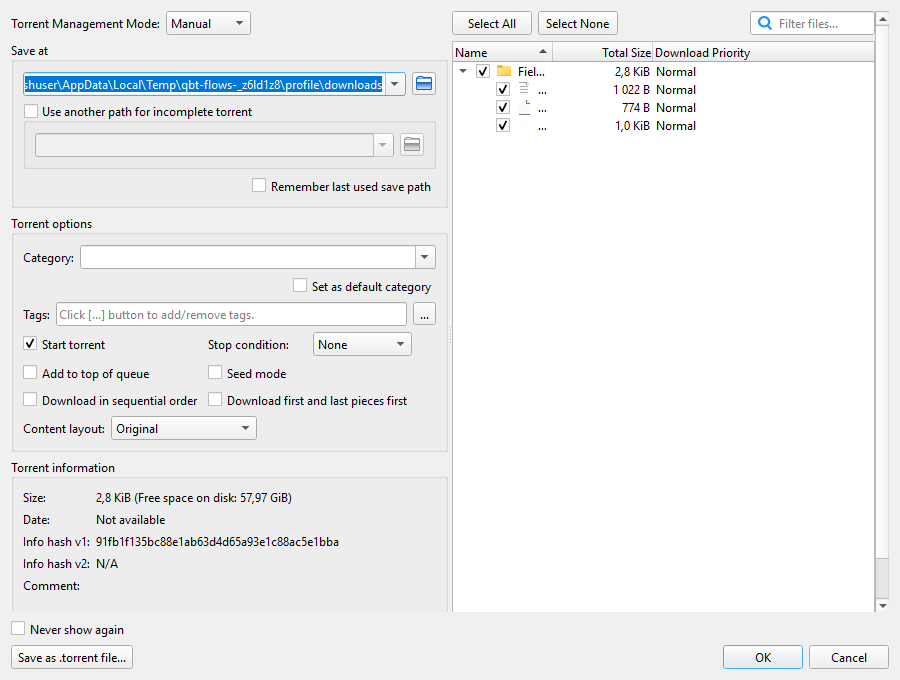 Torrent Management Mode: Manual
Save at
shuser\AppData\Local\Temp\qbt-flows-_z6ld1z8\profile\downloads
Use another path for incomplete torrent
Remember last used save path
Torrent options
Category:
Set as default category
Tags: Click [...] button to add/remove tags. ...
Start torrent Stop condition: None
Add to top of queue Seed mode
Download in sequential order Download first and last pieces first
Content layout: Original
Torrent information
Size: 2,8 KiB (Free space on disk: 57,97 GiB)
Date: Not available
Info hash v1: 91fb1f135bc88e1ab63d4d65a93e1c88ac5e1bba
Info hash v2: N/A
Comment:
Select All Select None Filter files...
Name Total Size Download Priority
Fiel... 2,8 KiB Normal
... 1 022 B Normal
... 774 B Normal
... 1,0 KiB Normal
Never show again
Save as .torrent file... OK Cancel